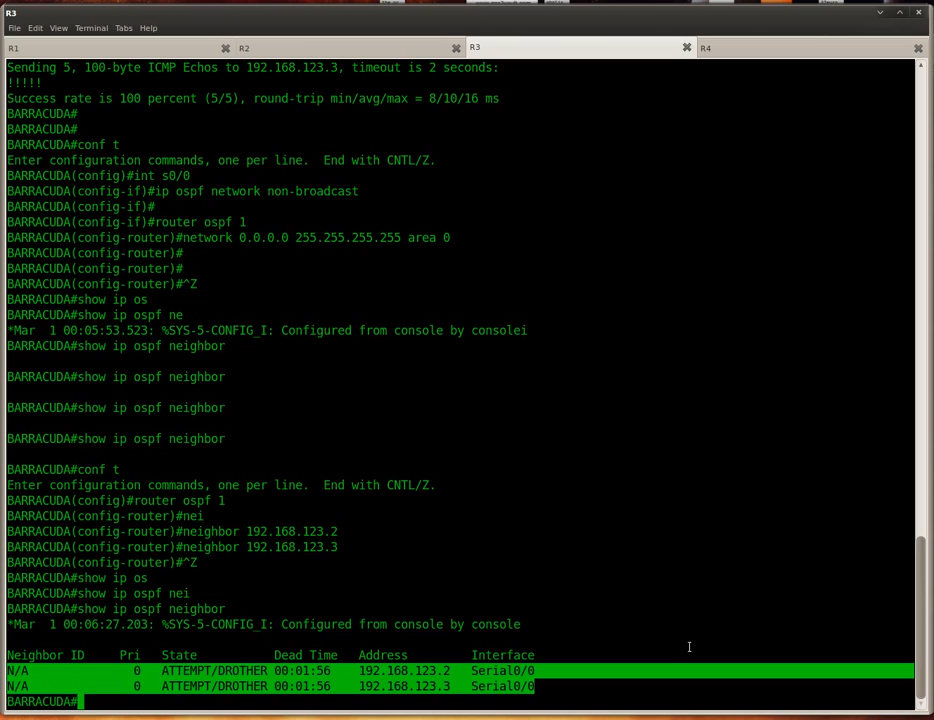 R3
File Edit View Terminal Tabs Help
R1 R2 R3 R4
Sending 5, 100-byte ICMP Echos to 192.168.123.3, timeout is 2 seconds:
!!!!!
Success rate is 100 percent (5/5), round-trip min/avg/max = 8/10/16 ms
BARRACUDA#
BARRACUDA#
BARRACUDA#conf t
Enter configuration commands, one per line.  End with CNTL/Z.
BARRACUDA(config)#int s0/0
BARRACUDA(config-if)#ip ospf network non-broadcast
BARRACUDA(config-if)#
BARRACUDA(config-if)#router ospf 1
BARRACUDA(config-router)#network 0.0.0.0 255.255.255.255 area 0
BARRACUDA(config-router)#
BARRACUDA(config-router)#
BARRACUDA(config-router)#^Z
BARRACUDA#show ip os
BARRACUDA#show ip ospf ne
*Mar  1 00:05:53.523: %SYS-5-CONFIG_I: Configured from console by consolei
BARRACUDA#show ip ospf neighbor
BARRACUDA#show ip ospf neighbor
BARRACUDA#show ip ospf neighbor
BARRACUDA#show ip ospf neighbor
BARRACUDA#conf t
Enter configuration commands, one per line.  End with CNTL/Z.
BARRACUDA(config)#router ospf 1
BARRACUDA(config-router)#nei
BARRACUDA(config-router)#neighbor 192.168.123.2
BARRACUDA(config-router)#neighbor 192.168.123.3
BARRACUDA(config-router)#^Z
BARRACUDA#show ip os
BARRACUDA#show ip ospf nei
BARRACUDA#show ip ospf neighbor
*Mar  1 00:06:27.203: %SYS-5-CONFIG_I: Configured from console by console
Neighbor ID     Pri   State           Dead Time   Address         Interface
N/A               0   ATTEMPT/DROTHER 00:01:56    192.168.123.2   Serial0/0
N/A               0   ATTEMPT/DROTHER 00:01:56    192.168.123.3   Serial0/0
BARRACUDA#